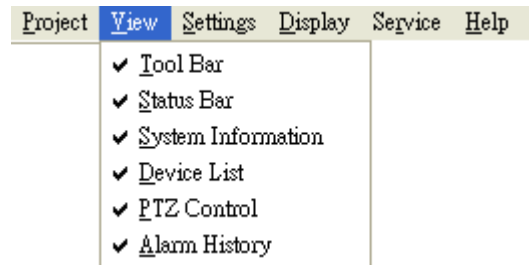 Project View Settings Display Service Help
✔ Tool Bar
✔ Status Bar
✔ System Information
✔ Device List
✔ PTZ Control
✔ Alarm History